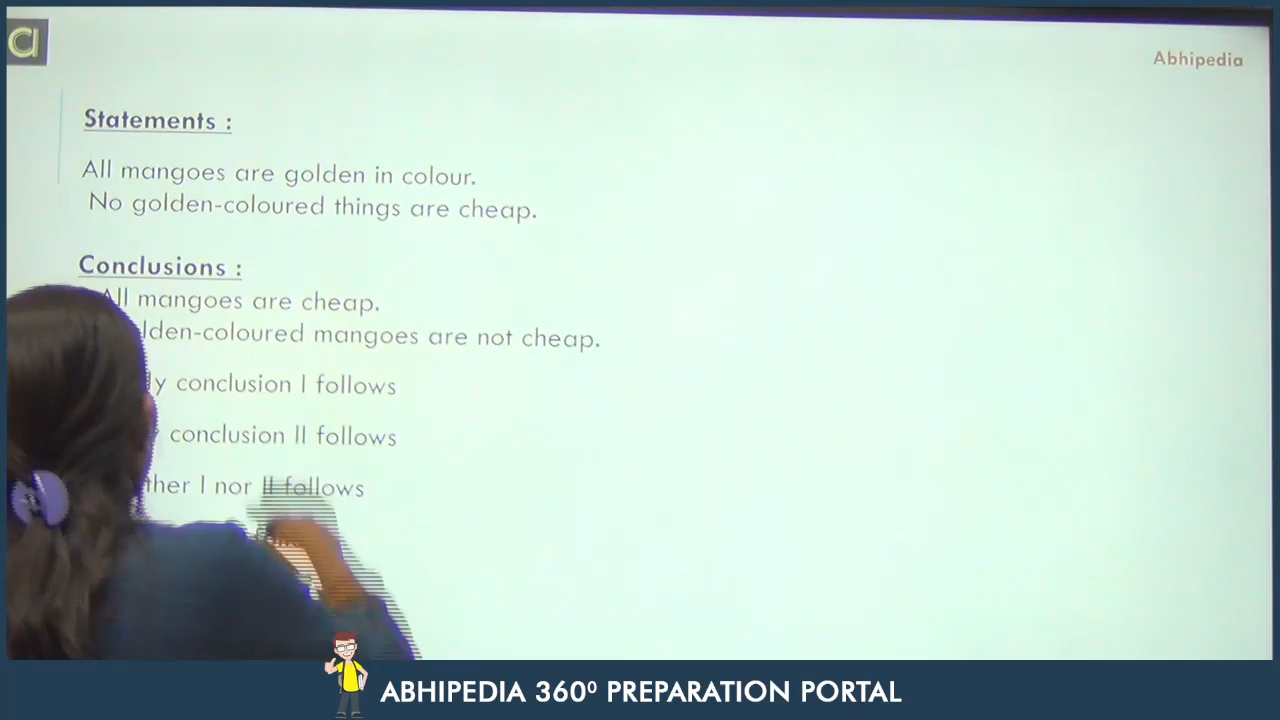 a
Abhipedia
Statements :
All mangoes are golden in colour.
No golden-coloured things are cheap.
Conclusions :
All mangoes are cheap.
lden-coloured mangoes are not cheap.
y conclusion I follows
conclusion II follows
ther I nor II follows
ABHIPEDIA 360⁰ PREPARATION PORTAL